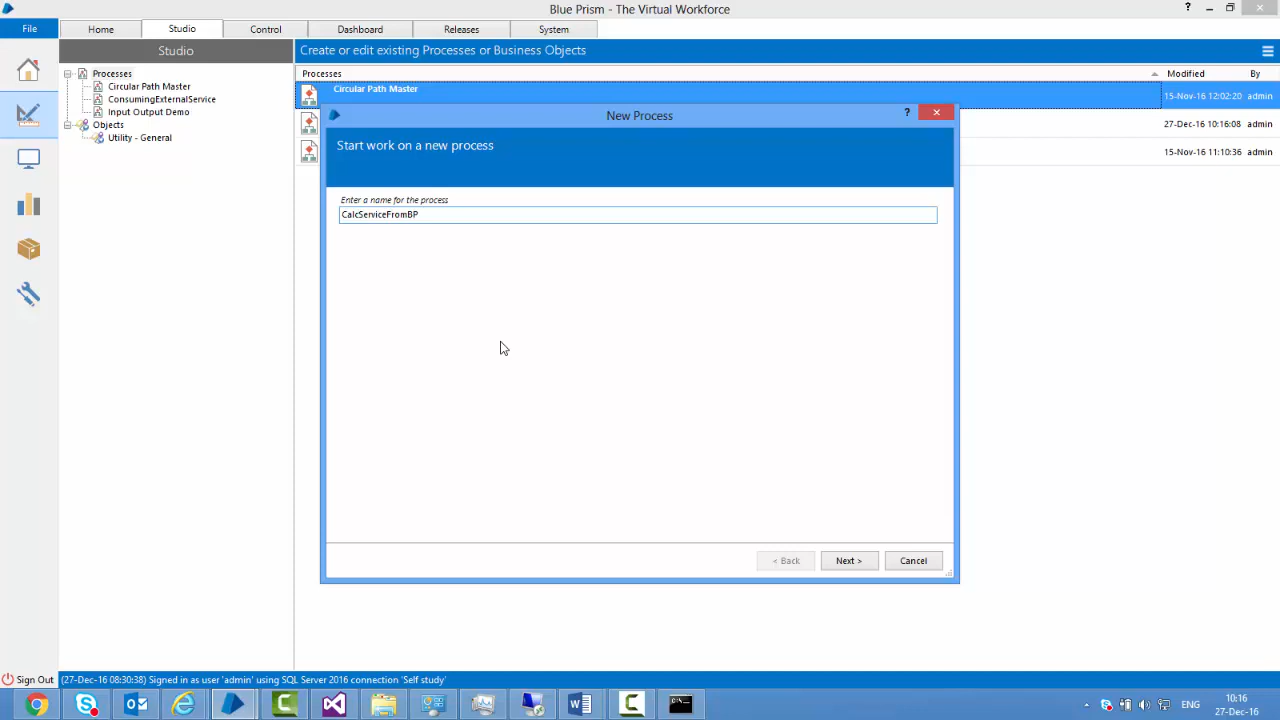 Blue Prism - The Virtual Workforce
?
File
Home
Studio
Control
Dashboard
Releases
System
Studio
Create or edit existing Processes or Business Objects
Processes
Circular Path Master
ConsumingExternalService
Input Output Demo
Objects
Utility - General
Processes
Modified
By
Circular Path Master
15-Nov-16 12:02:20 admin
27-Dec-16 10:16:08 admin
15-Nov-16 11:10:36 admin
New Process
?
Start work on a new process
Enter a name for the process
CalcServiceFromBP
< Back
Next >
Cancel
Sign Out
(27-Dec-16 08:30:38) Signed in as user 'admin' using SQL Server 2016 connection 'Self study'
ENG
10:16
27-Dec-16